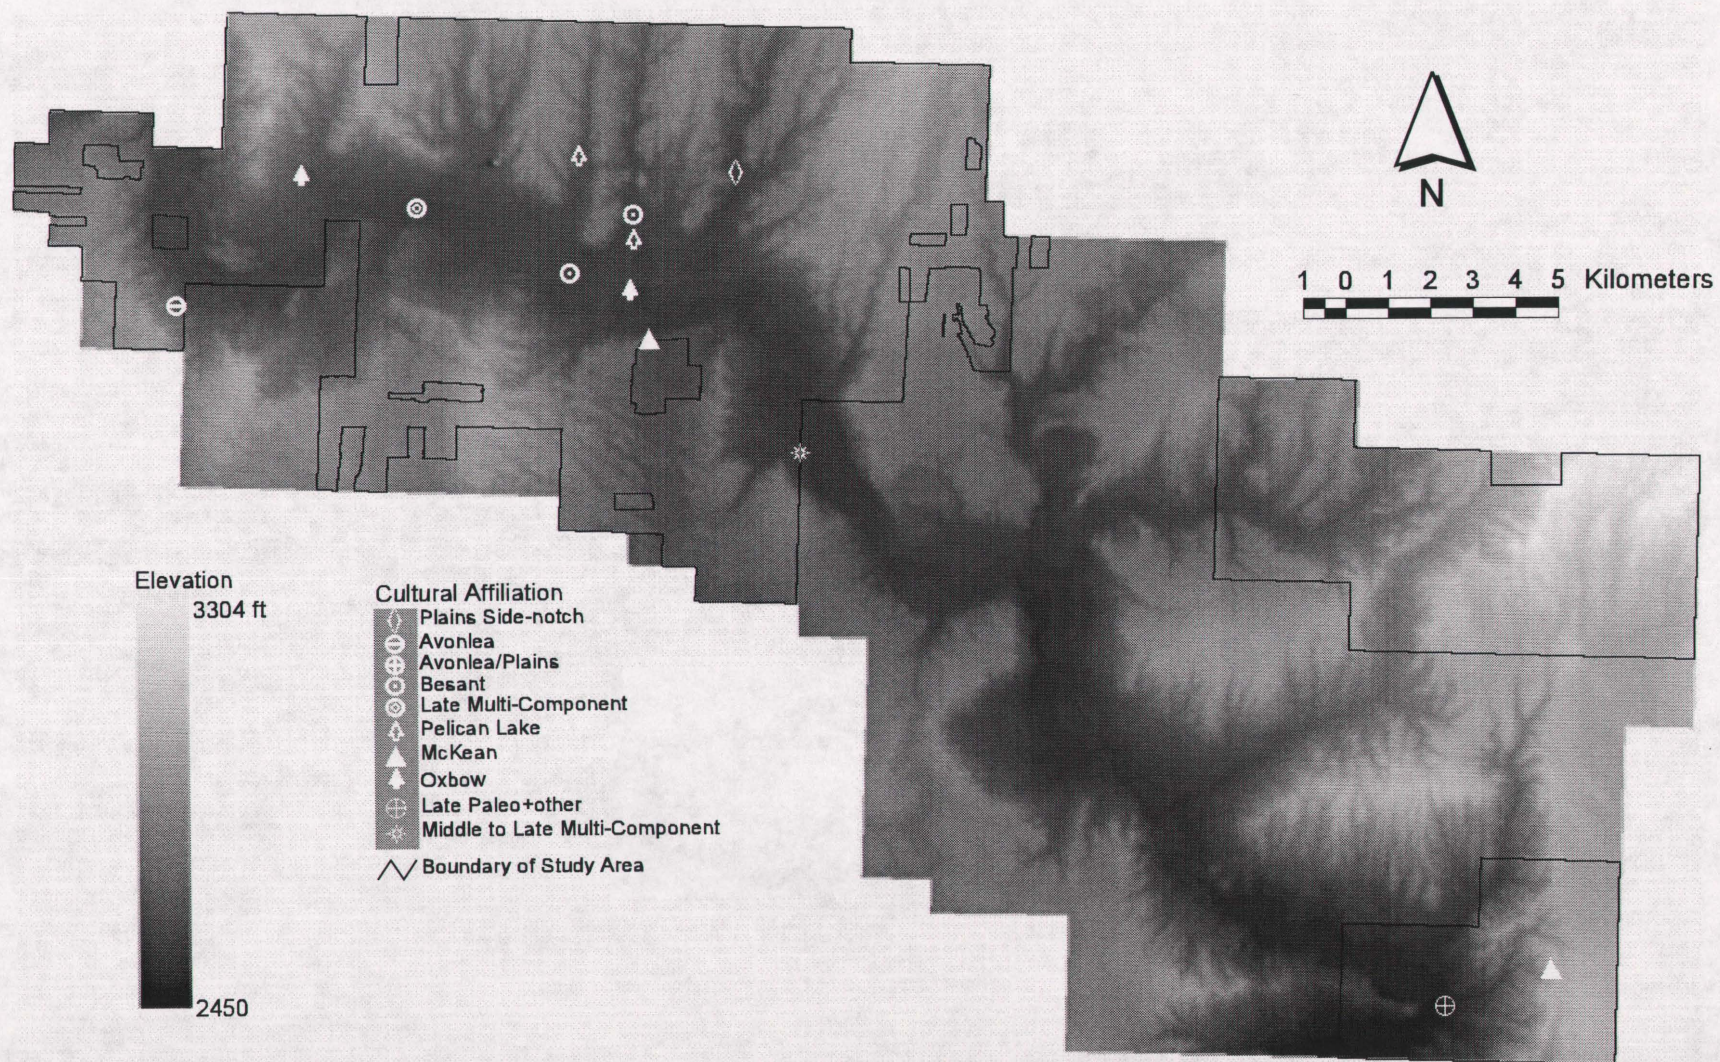 N
1 0 1 2 3 4 5 Kilometers
Elevation
3304 ft
2450
Cultural Affiliation
Plains Side-notch
Avonlea
Avonlea/Plains
Besant
Late Multi-Component
Pelican Lake
McKean
Oxbow
Late Paleo+other
Middle to Late Multi-Component
Boundary of Study Area